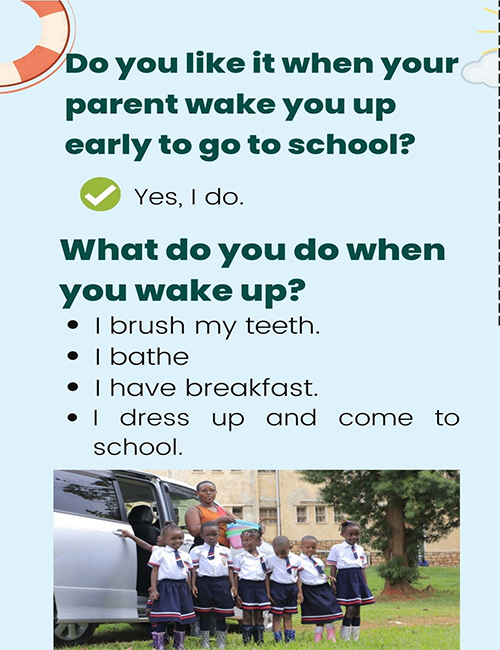 Do you like it when your
parent wake you up
early to go to school?
Yes, I do.
What do you do when
you wake up?
• I brush my teeth.
• I bathe
• I have breakfast.
• I dress up and come to
school.